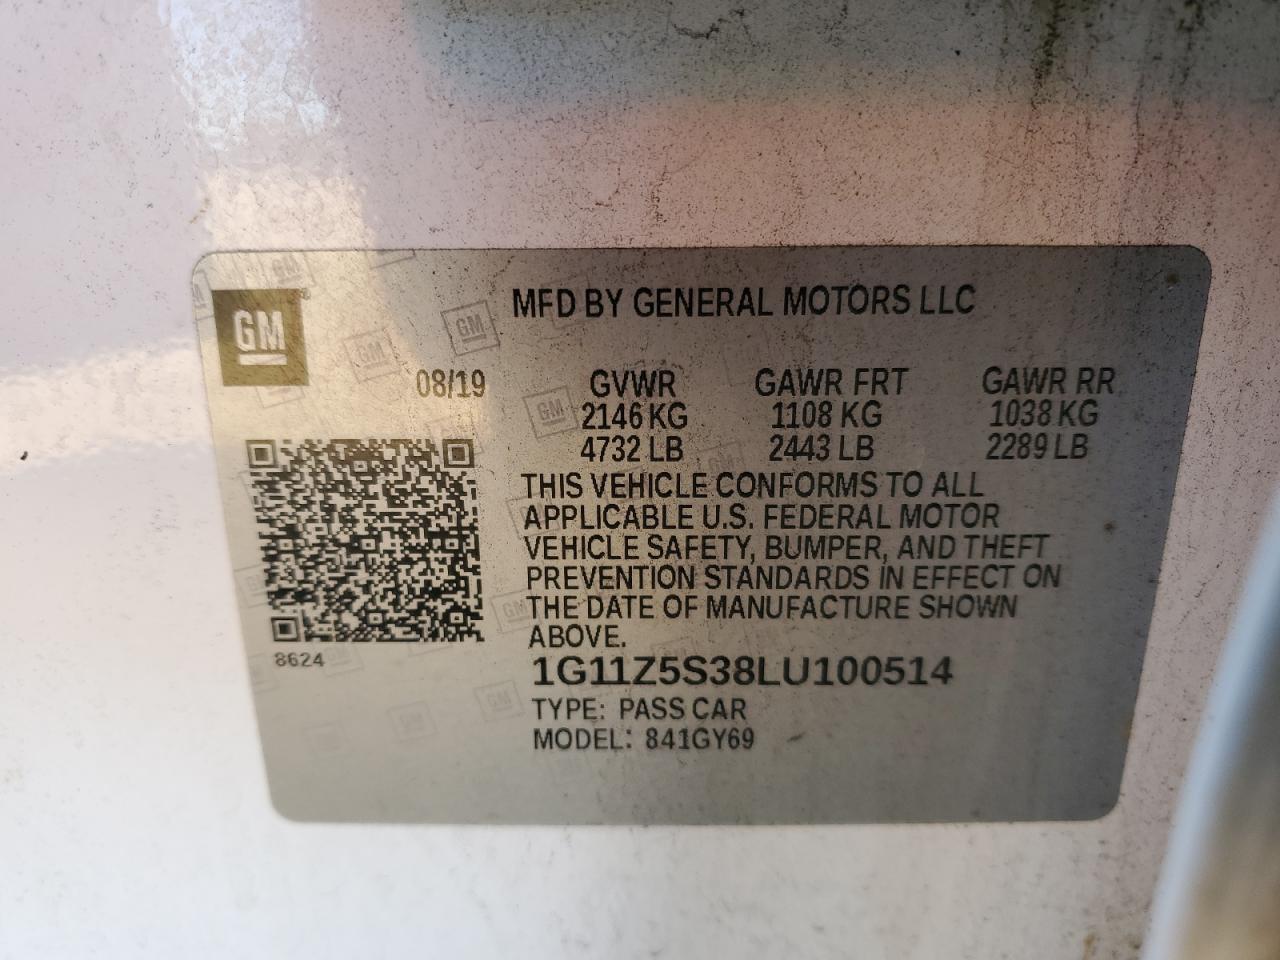 MFD BY GENERAL MOTORS LLC
GM
08/19 GVWR GAWR FRT GAWR RR
2146 KG 1108 KG 1038 KG
4732 LB 2443 LB 2289 LB
THIS VEHICLE CONFORMS TO ALL
APPLICABLE U.S. FEDERAL MOTOR
VEHICLE SAFETY, BUMPER, AND THEFT
PREVENTION STANDARDS IN EFFECT ON
THE DATE OF MANUFACTURE SHOWN
ABOVE.
8624
1G11Z5S38LU100514
TYPE: PASS CAR
MODEL: 841GY69